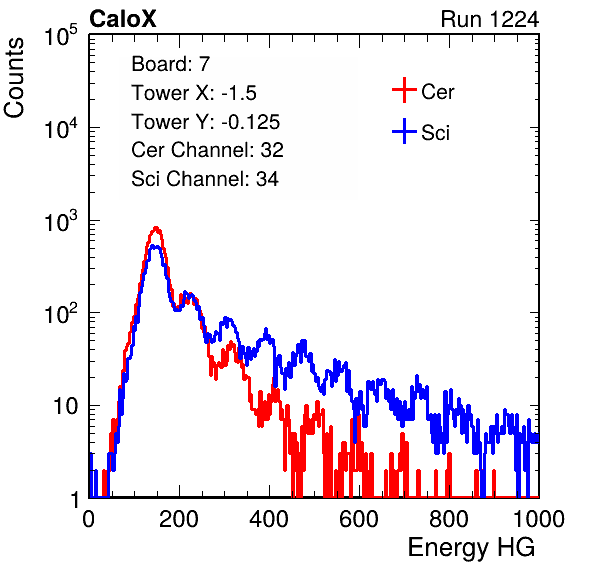 CaloX Run 1224
Counts
Board: 7
Tower X: -1.5
Tower Y: -0.125
Cer Channel: 32
Sci Channel: 34
Cer
Sci
10^5
10^4
10^3
10^2
10
1
0 200 400 600 800 1000
Energy HG